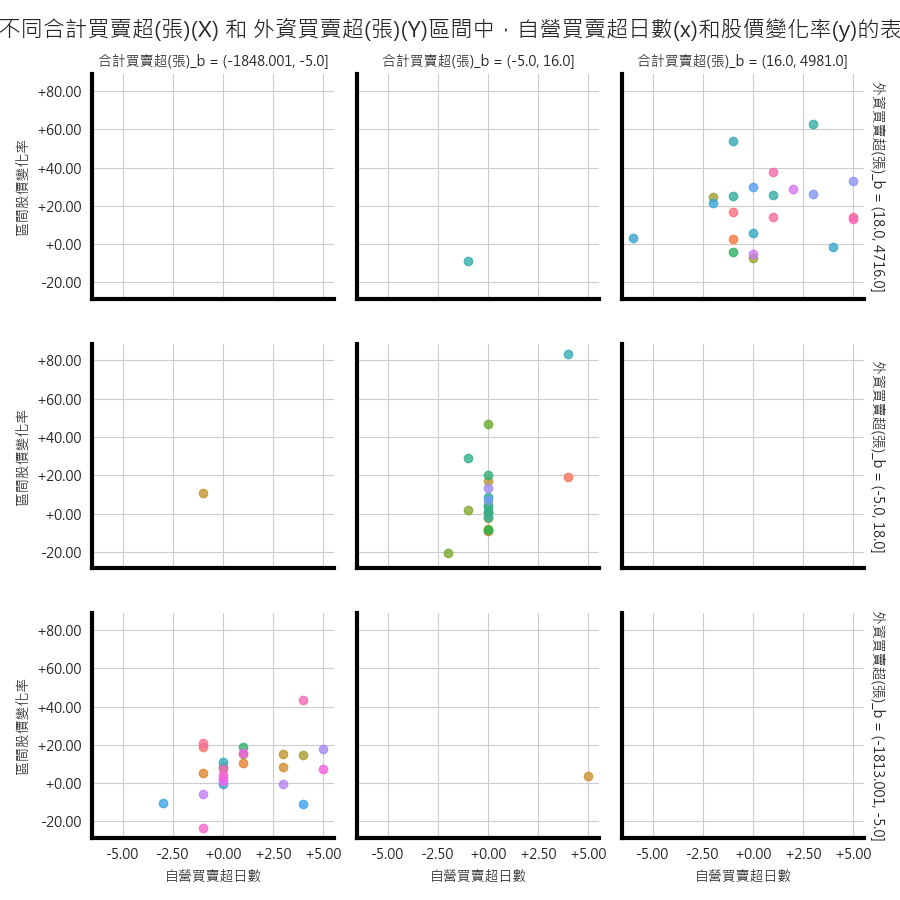 不同合計買賣超(張)(X) 和 外資買賣超(張)(Y)區間中，自營買賣超日數(x)和股價變化率(y)的表
合計買賣超(張)_b = (-1848.001, -5.0]
合計買賣超(張)_b = (-5.0, 16.0]
合計買賣超(張)_b = (16.0, 4981.0]
+80.00
+60.00
+40.00
+20.00
+0.00
-20.00
區間股價變化率
外資買賣超(張)_b = (18.0, 4716.0]
+80.00
+60.00
+40.00
+20.00
+0.00
-20.00
區間股價變化率
外資買賣超(張)_b = (-5.0, 18.0]
+80.00
+60.00
+40.00
+20.00
+0.00
-20.00
區間股價變化率
外資買賣超(張)_b = (-1813.001, -5.0]
-5.00 -2.50 +0.00 +2.50 +5.00
-5.00 -2.50 +0.00 +2.50 +5.00
-5.00 -2.50 +0.00 +2.50 +5.00
自營買賣超日數
自營買賣超日數
自營買賣超日數